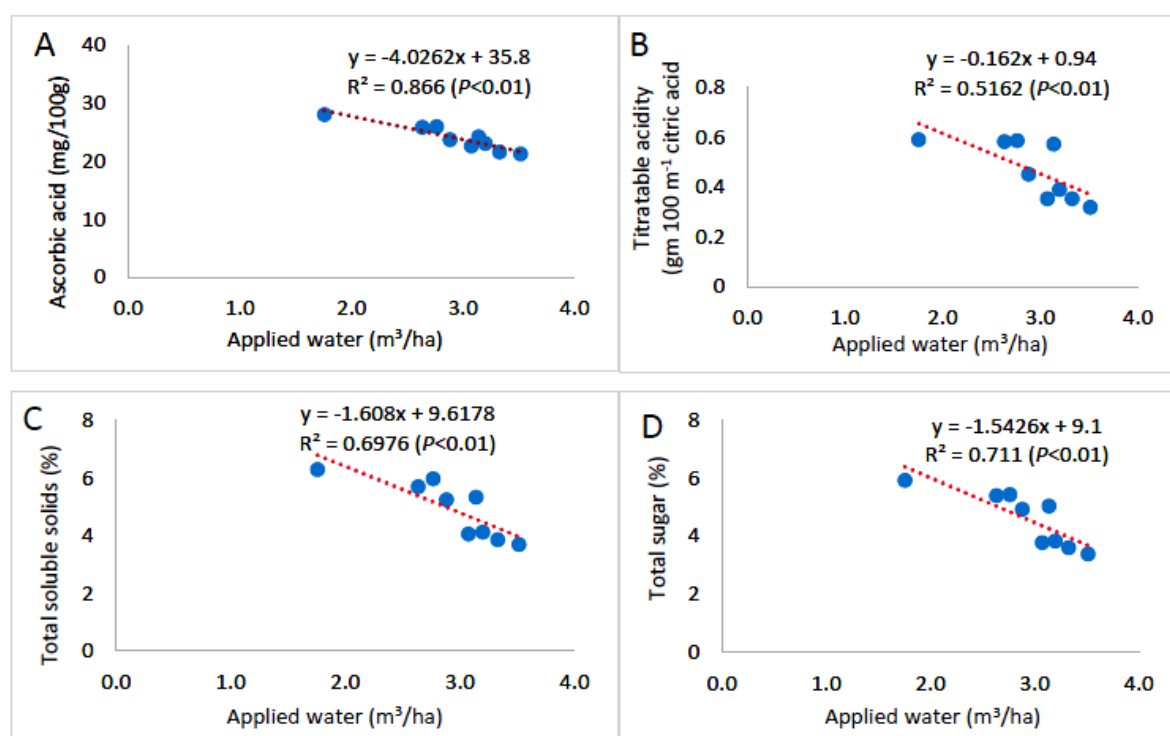 A
y = -4.0262x + 35.8
R² = 0.866 (P<0.01)
Ascorbic acid (mg/100g)
40
30
20
10
0
0.0 1.0 2.0 3.0 4.0
Applied water (m³/ha)
B
y = -0.162x + 0.94
R² = 0.5162 (P<0.01)
Titratable acidity
(gm 100 m⁻¹ citric acid
0.8
0.6
0.4
0.2
0
0.0 1.0 2.0 3.0 4.0
Applied water (m³/ha)
C
y = -1.608x + 9.6178
R² = 0.6976 (P<0.01)
Total soluble solids (%)
8
6
4
2
0
0.0 1.0 2.0 3.0 4.0
Applied water (m³/ha)
D
y = -1.5426x + 9.1
R² = 0.711 (P<0.01)
Total sugar (%)
8
6
4
2
0
0.0 1.0 2.0 3.0 4.0
Applied water (m³/ha)